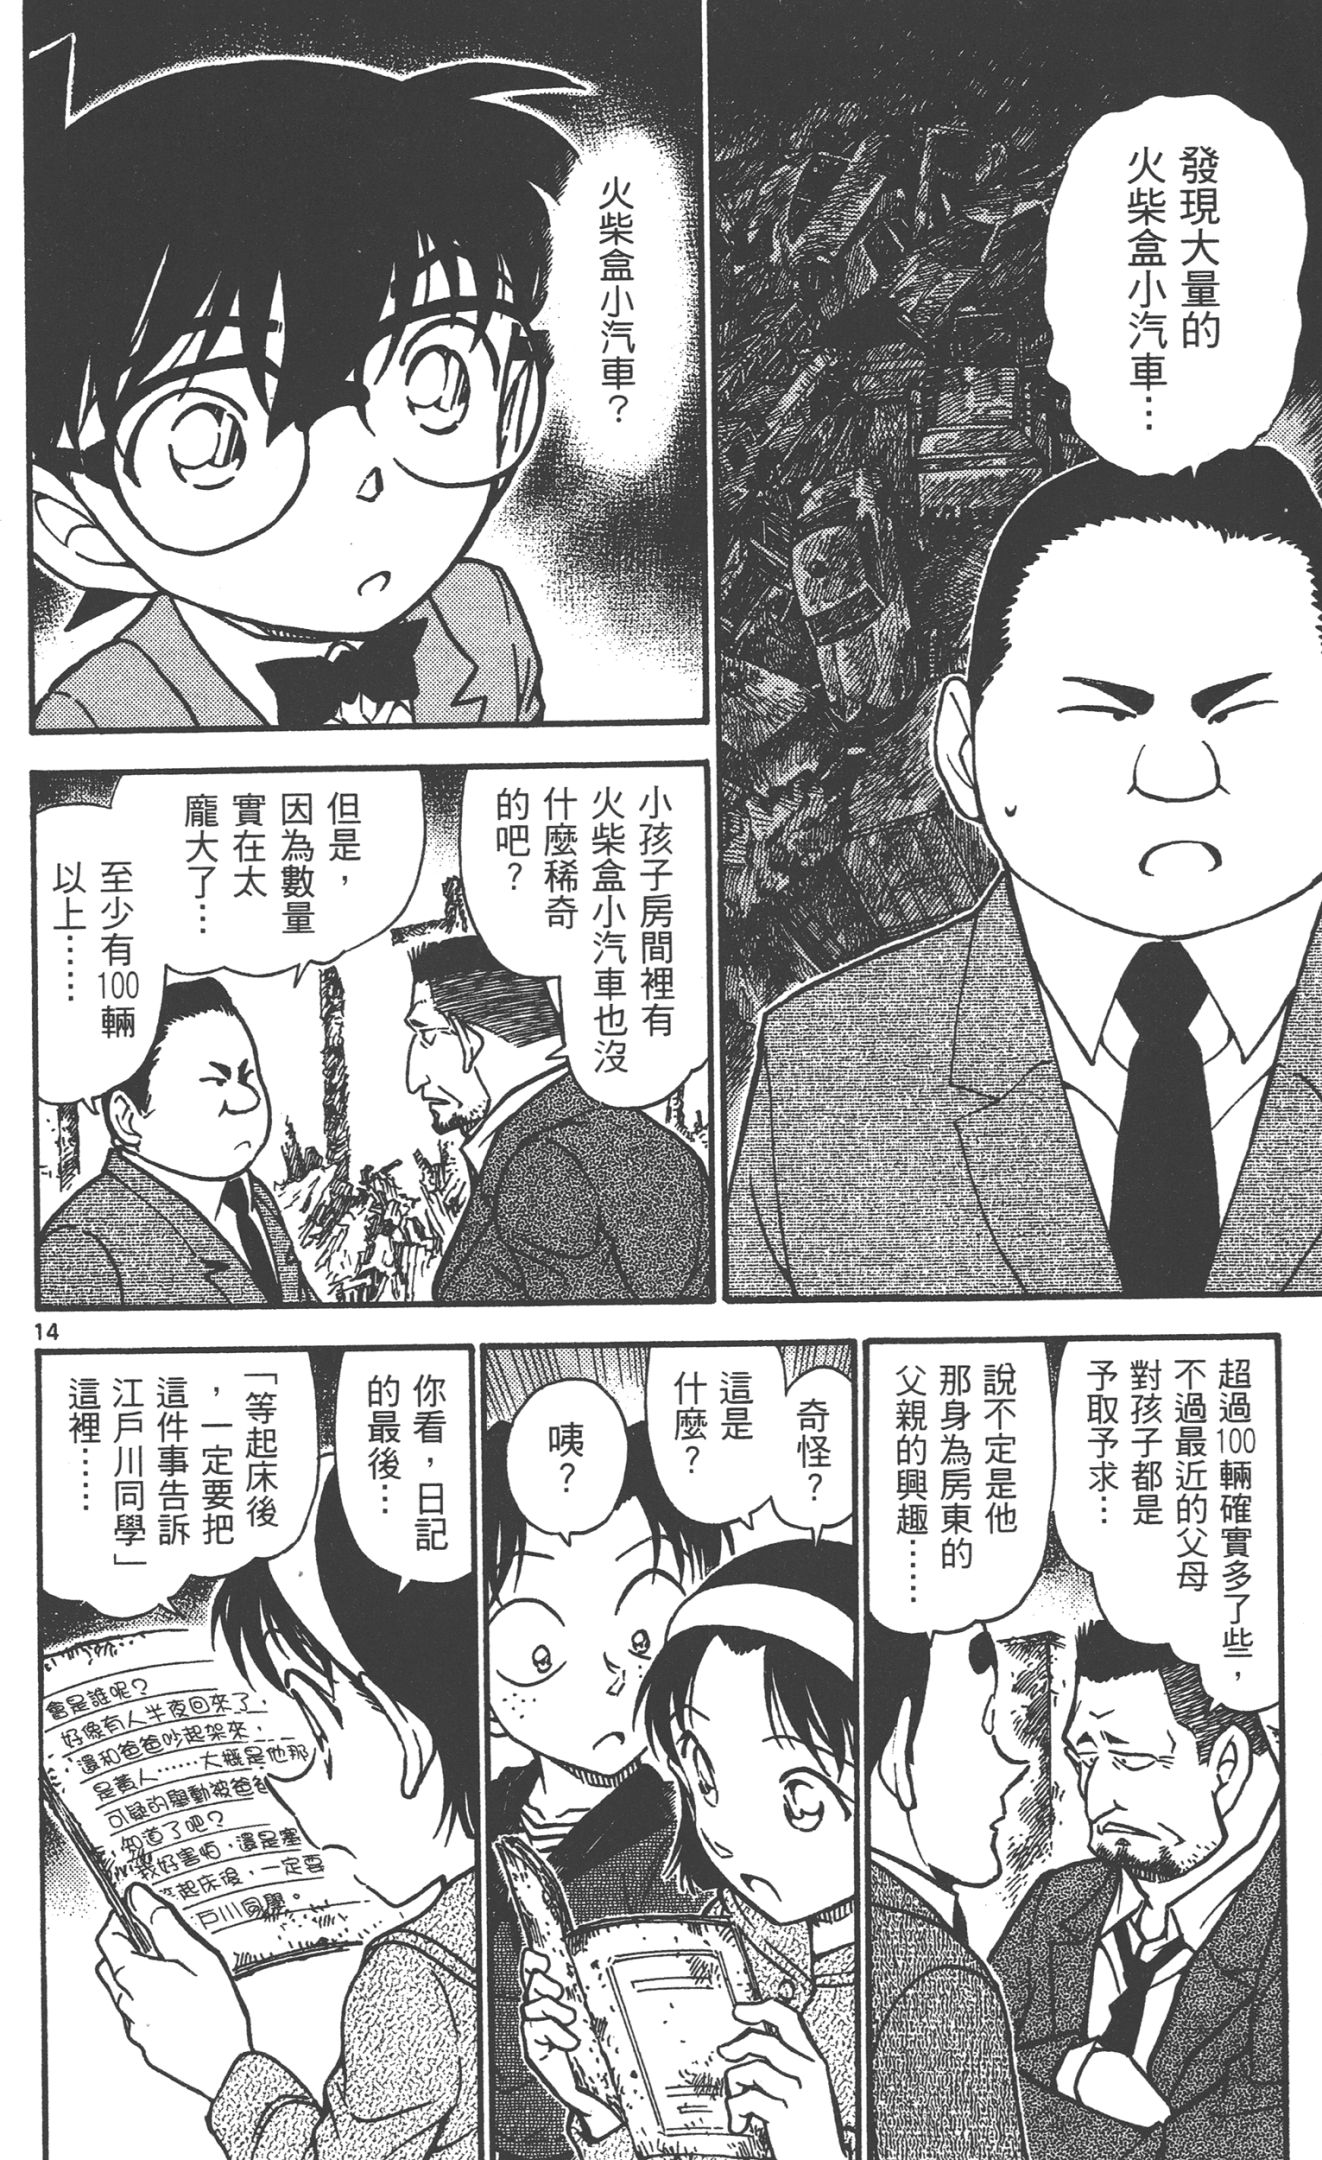 發現大量的
火柴盒小汽車…
火柴盒小汽車？
小孩子房間裡有
火柴盒小汽車也沒
什麼稀奇
的吧？
但是，
因為數量
實在太
龐大了…
至少有100輛
以上……
14
超過100輛確實多了些，
不過最近的父母
對孩子都是
予取予求…
說不定是他
那身為房東的
父親的興趣……
奇怪？
這是
什麼？
咦？
你看，日記
的最後…
「等起床後
，一定要把
這件事告訴
江戶川同學」
這裡……
會是誰呢？
好像有人半夜回來了，
還和爸爸吵起架來，
是黃人……大概是他那
可疑的舉動被爸爸
知道了吧？
我好害怕，還是塞
等起床後，一定要
戶川同學。